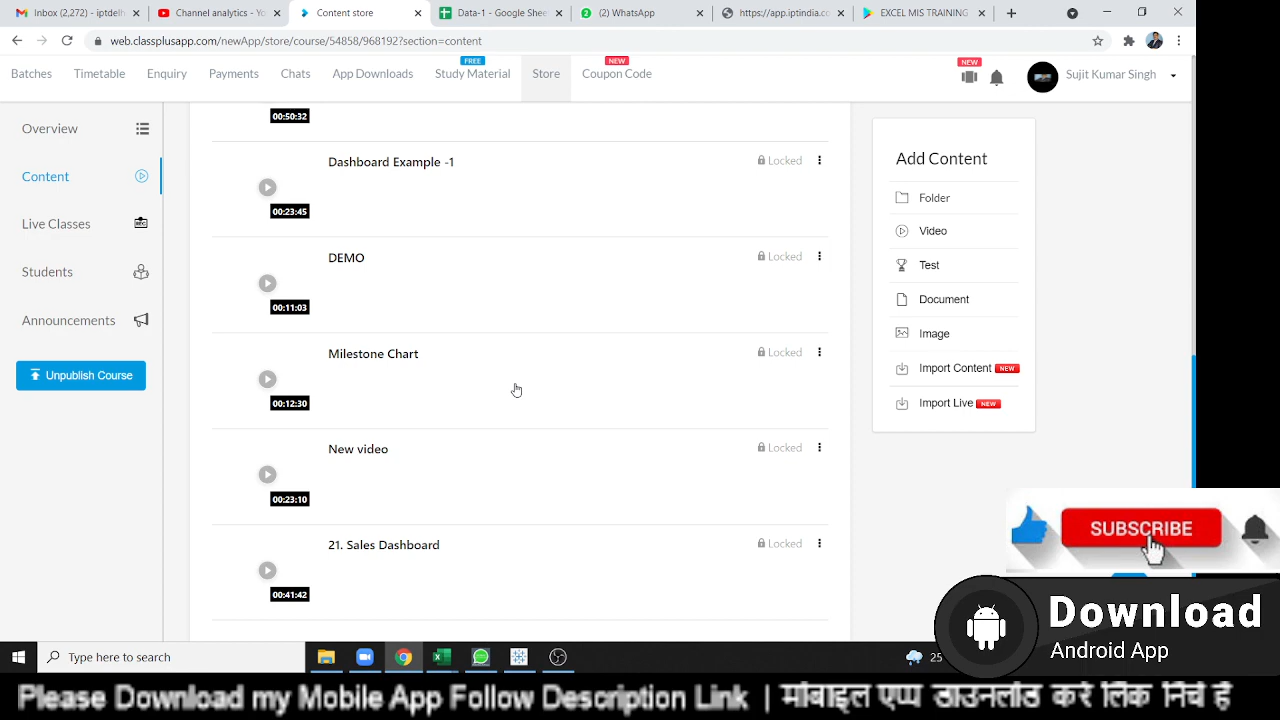 Inbox (2,272) - iptdelh
Channel analytics - Yo
Content store
Data-1 - Google Shee
(2) WhatsApp
https://app.iptindia.co
EXCEL MIS TRAINING
web.classplusapp.com/newApp/store/course/54858/968192?section=content
FREE
NEW
NEW
Batches
Timetable
Enquiry
Payments
Chats
App Downloads
Study Material
Store
Coupon Code
Sujit Kumar Singh
Overview
Content
Live Classes
Students
Announcements
Unpublish Course
00:50:32
Dashboard Example -1
Locked
00:23:45
DEMO
Locked
00:11:03
Milestone Chart
Locked
00:12:30
New video
Locked
00:23:10
21. Sales Dashboard
Locked
00:41:42
Add Content
Folder
Video
Test
Document
Image
Import Content NEW
Import Live NEW
SUBSCRIBE
Download
Android App
Type here to search
25
Please Download my Mobile App Follow Description Link | मोबाइल एप्प डाउनलोड करे लिंक निचे है